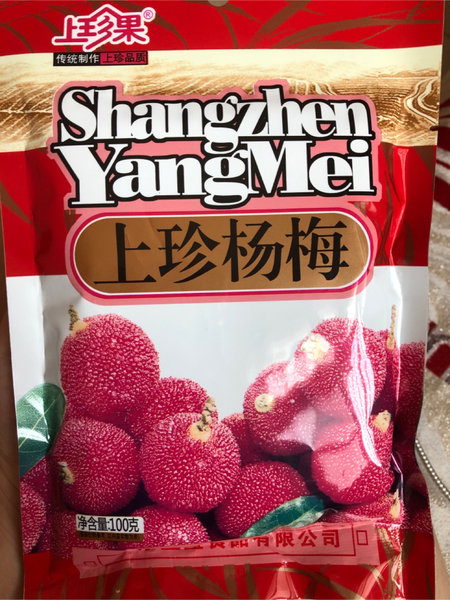 上珍果®
传统制作 上珍品质
Shangzhen
YangMei
上珍杨梅
净含量:100克
食品有限公司